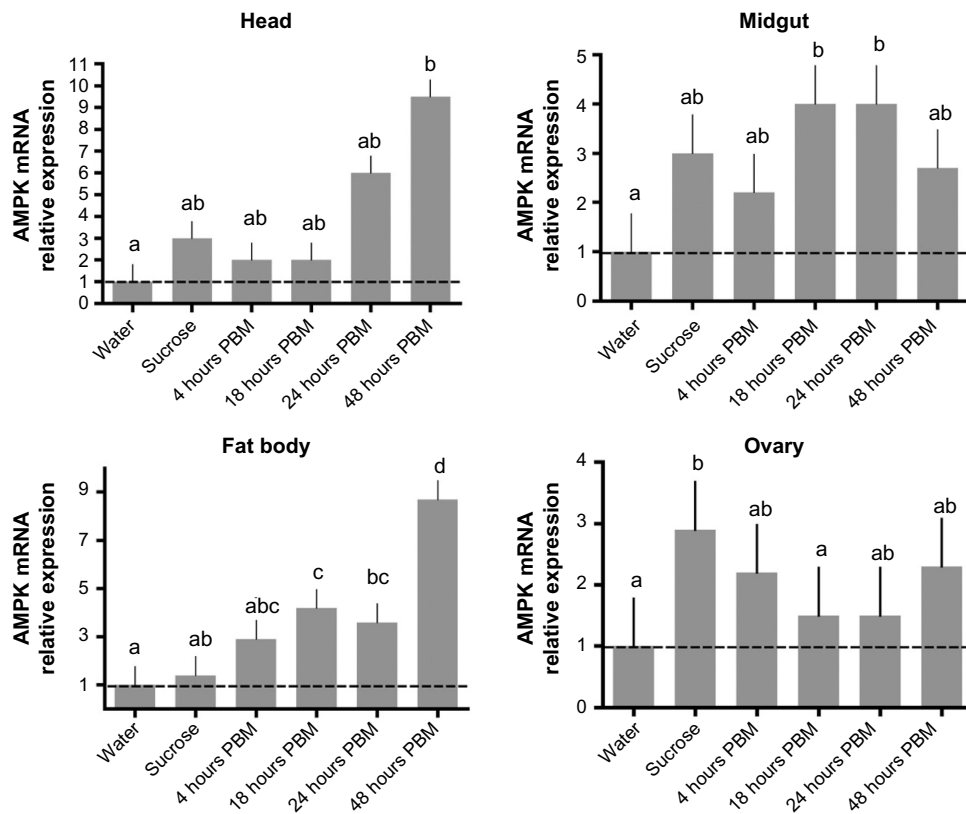 Head
AMPK mRNA
relative expression
11
10
9
8
7
6
5
4
3
2
1
0
a
ab
ab
ab
ab
b
Water
Sucrose
4 hours PBM
18 hours PBM
24 hours PBM
48 hours PBM
Midgut
AMPK mRNA
relative expression
5
4
3
2
1
0
a
ab
ab
b
b
ab
Water
Sucrose
4 hours PBM
18 hours PBM
24 hours PBM
48 hours PBM
Fat body
AMPK mRNA
relative expression
9
5
3
1
a
ab
abc
c
bc
d
Water
Sucrose
4 hours PBM
18 hours PBM
24 hours PBM
48 hours PBM
Ovary
AMPK mRNA
relative expression
4
3
2
1
0
a
b
ab
a
ab
ab
Water
Sucrose
4 hours PBM
18 hours PBM
24 hours PBM
48 hours PBM